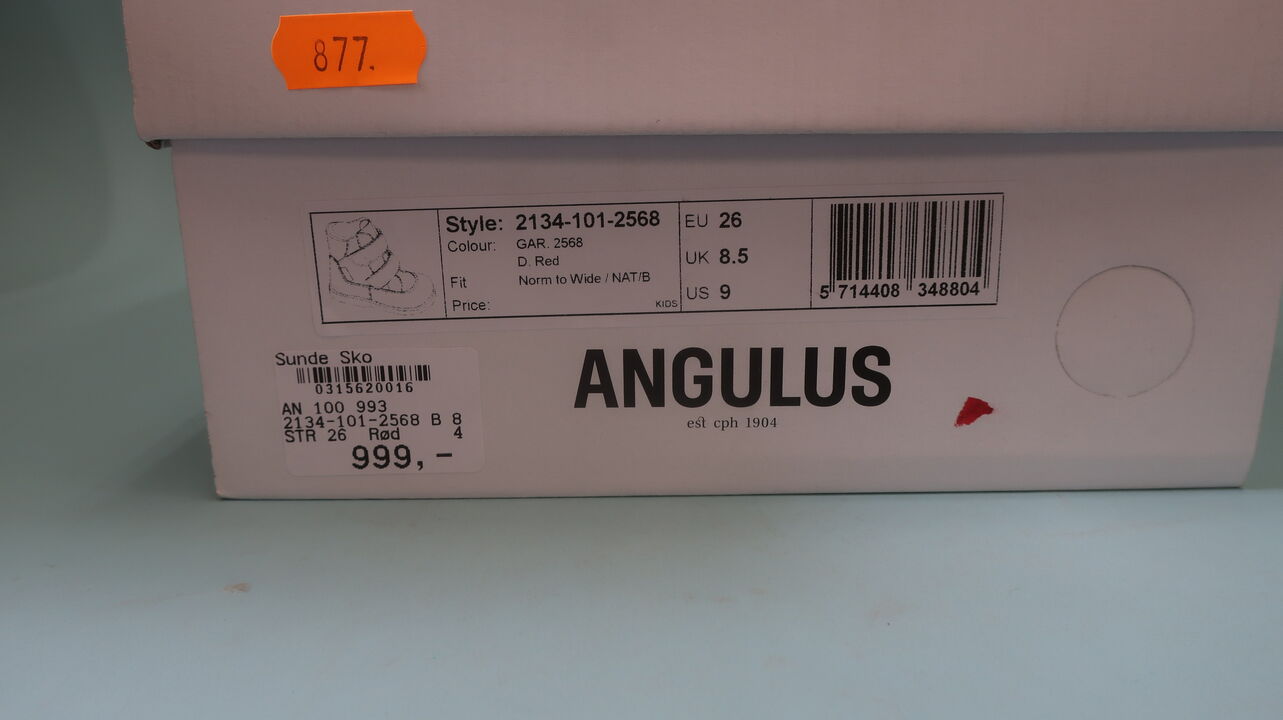 877.
Style: 2134-101-2568
Colour: GAR. 2568
D. Red
Fit Norm to Wide / NAT/B
Price: KIDS
EU 26
UK 8.5
US 9
5 714408 348804
Sunde Sko
0315620016
AN 100 993
2134-101-2568 B 8
STR 26 Rød 4
999,-
ANGULUS
est cph 1904